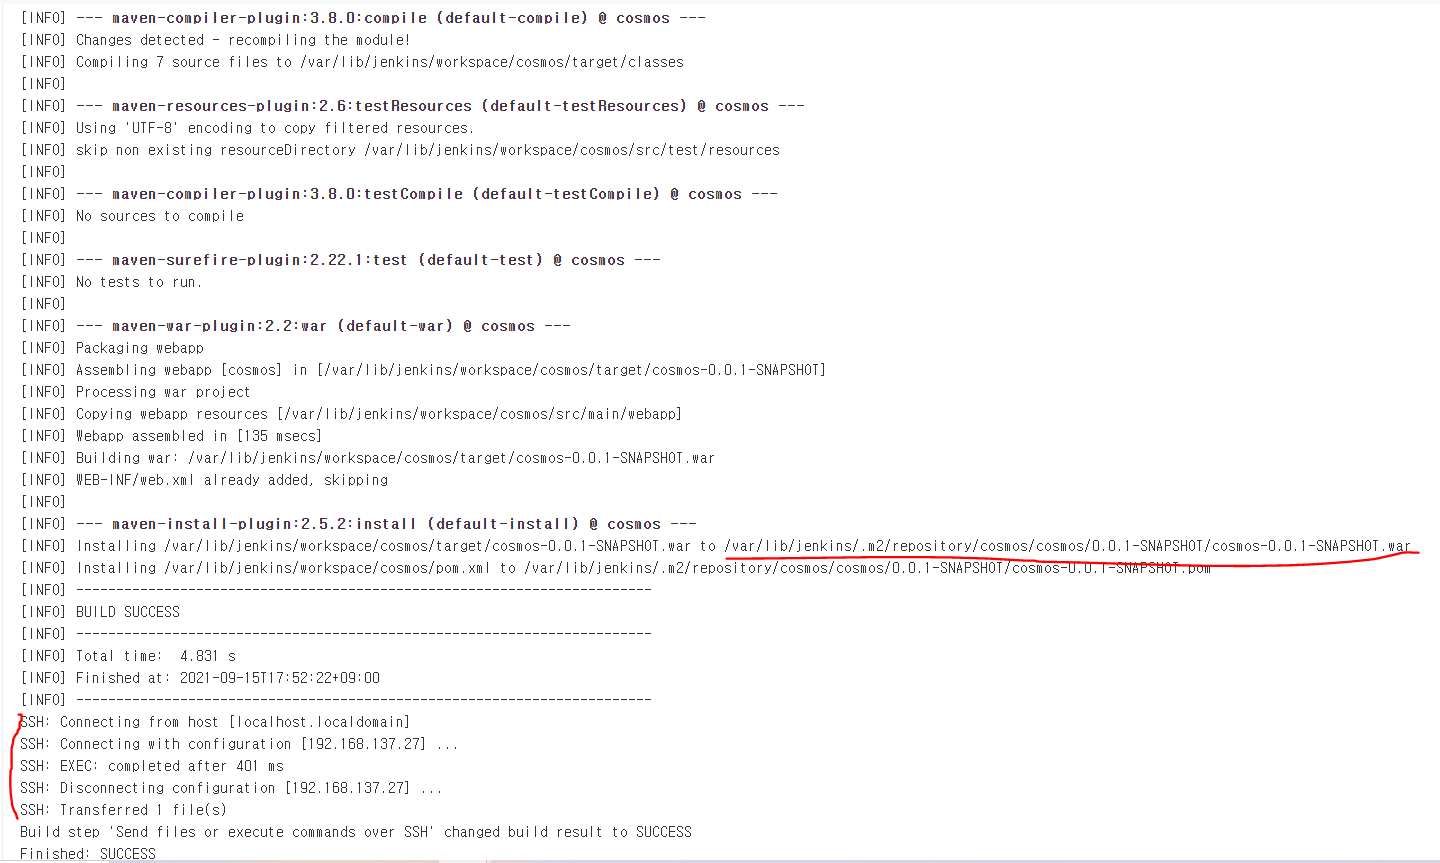 [INFO] --- maven-compiler-plugin:3.8.0:compile (default-compile) @ cosmos ---
[INFO] Changes detected - recompiling the module!
[INFO] Compiling 7 source files to /var/lib/jenkins/workspace/cosmos/target/classes
[INFO]
[INFO] --- maven-resources-plugin:2.6:testResources (default-testResources) @ cosmos ---
[INFO] Using 'UTF-8' encoding to copy filtered resources.
[INFO] skip non existing resourceDirectory /var/lib/jenkins/workspace/cosmos/src/test/resources
[INFO]
[INFO] --- maven-compiler-plugin:3.8.0:testCompile (default-testCompile) @ cosmos ---
[INFO] No sources to compile
[INFO]
[INFO] --- maven-surefire-plugin:2.22.1:test (default-test) @ cosmos ---
[INFO] No tests to run.
[INFO]
[INFO] --- maven-war-plugin:2.2:war (default-war) @ cosmos ---
[INFO] Packaging webapp
[INFO] Assembling webapp [cosmos] in [/var/lib/jenkins/workspace/cosmos/target/cosmos-0.0.1-SNAPSHOT]
[INFO] Processing war project
[INFO] Copying webapp resources [/var/lib/jenkins/workspace/cosmos/src/main/webapp]
[INFO] Webapp assembled in [135 msecs]
[INFO] Building war: /var/lib/jenkins/workspace/cosmos/target/cosmos-0.0.1-SNAPSHOT.war
[INFO] WEB-INF/web.xml already added, skipping
[INFO]
[INFO] --- maven-install-plugin:2.5.2:install (default-install) @ cosmos ---
[INFO] Installing /var/lib/jenkins/workspace/cosmos/target/cosmos-0.0.1-SNAPSHOT.war to /var/lib/jenkins/.m2/repository/cosmos/cosmos/0.0.1-SNAPSHOT/cosmos-0.0.1-SNAPSHOT.war
[INFO] Installing /var/lib/jenkins/workspace/cosmos/pom.xml to /var/lib/jenkins/.m2/repository/cosmos/cosmos/0.0.1-SNAPSHOT/cosmos-0.0.1-SNAPSHOT.pom
[INFO] ------------------------------------------------------------------------
[INFO] BUILD SUCCESS
[INFO] ------------------------------------------------------------------------
[INFO] Total time:  4.831 s
[INFO] Finished at: 2021-09-15T17:52:22+09:00
[INFO] ------------------------------------------------------------------------
SSH: Connecting from host [localhost.localdomain]
SSH: Connecting with configuration [192.168.137.27] ...
SSH: EXEC: completed after 401 ms
SSH: Disconnecting configuration [192.168.137.27] ...
SSH: Transferred 1 file(s)
Build step 'Send files or execute commands over SSH' changed build result to SUCCESS
Finished: SUCCESS